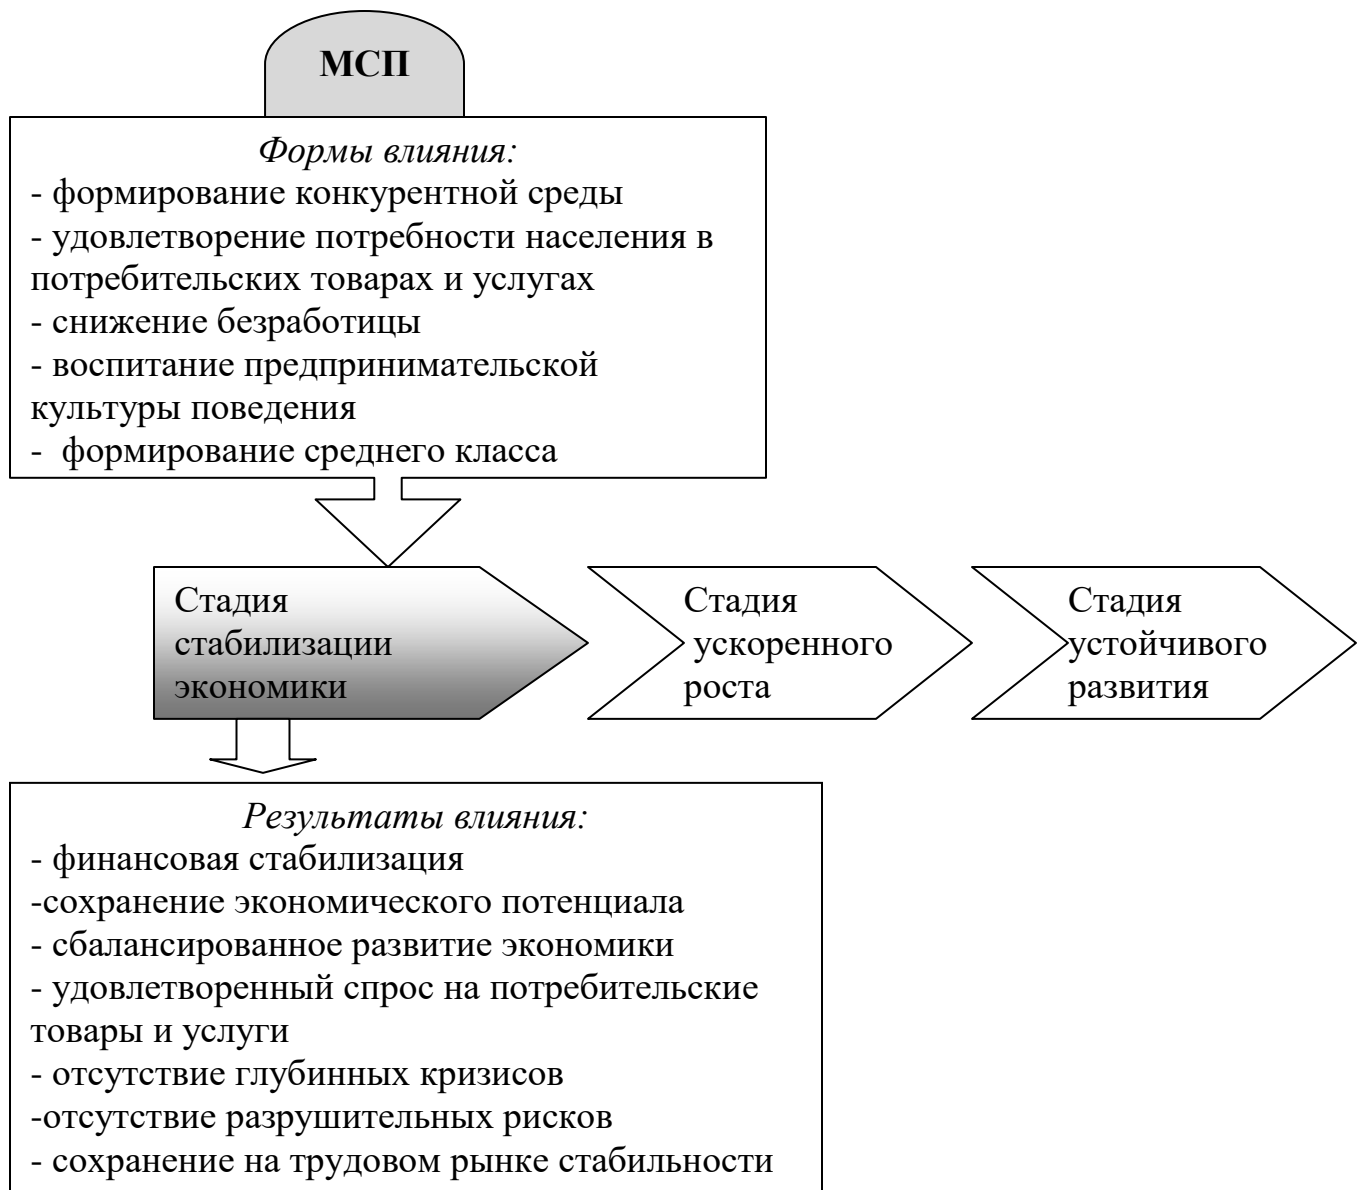 МСП
Формы влияния:
- формирование конкурентной среды
- удовлетворение потребности населения в
потребительских товарах и услугах
- снижение безработицы
- воспитание предпринимательской
культуры поведения
- формирование среднего класса
Стадия
стабилизации
экономики
Стадия
ускоренного
роста
Стадия
устойчивого
развития
Результаты влияния:
- финансовая стабилизация
-сохранение экономического потенциала
- сбалансированное развитие экономики
- удовлетворенный спрос на потребительские
товары и услуги
- отсутствие глубинных кризисов
-отсутствие разрушительных рисков
- сохранение на трудовом рынке стабильности